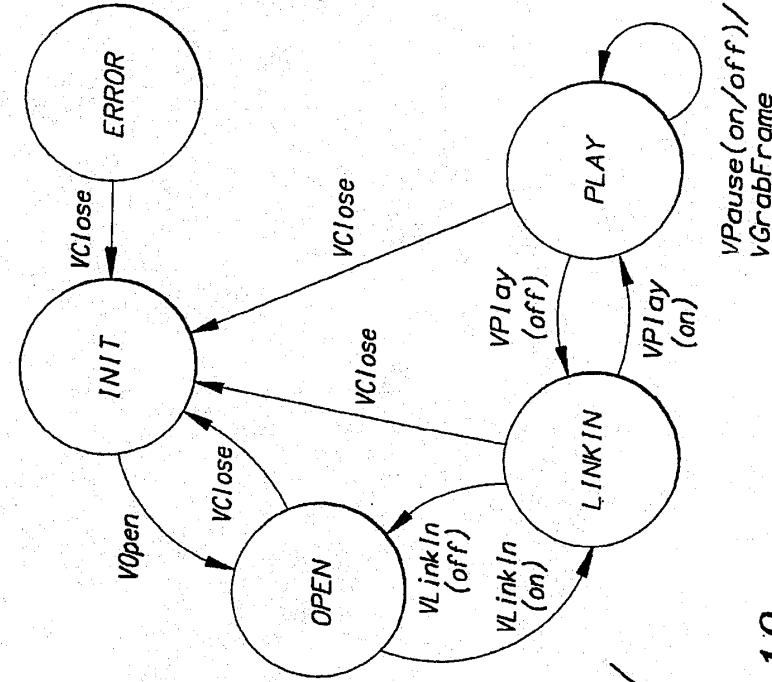 ERROR
VClose
INIT
VClose
PLAY
VPause(on/off)/
vGrabFrame
VPlay
(off)
VPlay
(on)
VClose
LINKIN
VOpen
VClose
OPEN
VLinkIn
(off)
VLinkIn
(on)